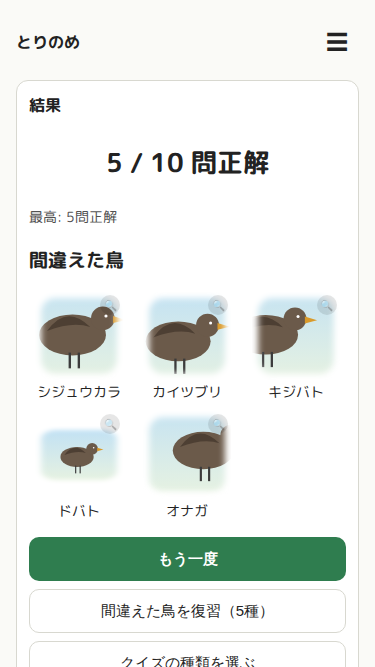 とりのめ
結果
5 / 10 問正解
最高: 5問正解
間違えた鳥
シジュウカラ
カイツブリ
キジバト
ドバト
オナガ
もう一度
間違えた鳥を復習（5種）
クイズの種類を選ぶ